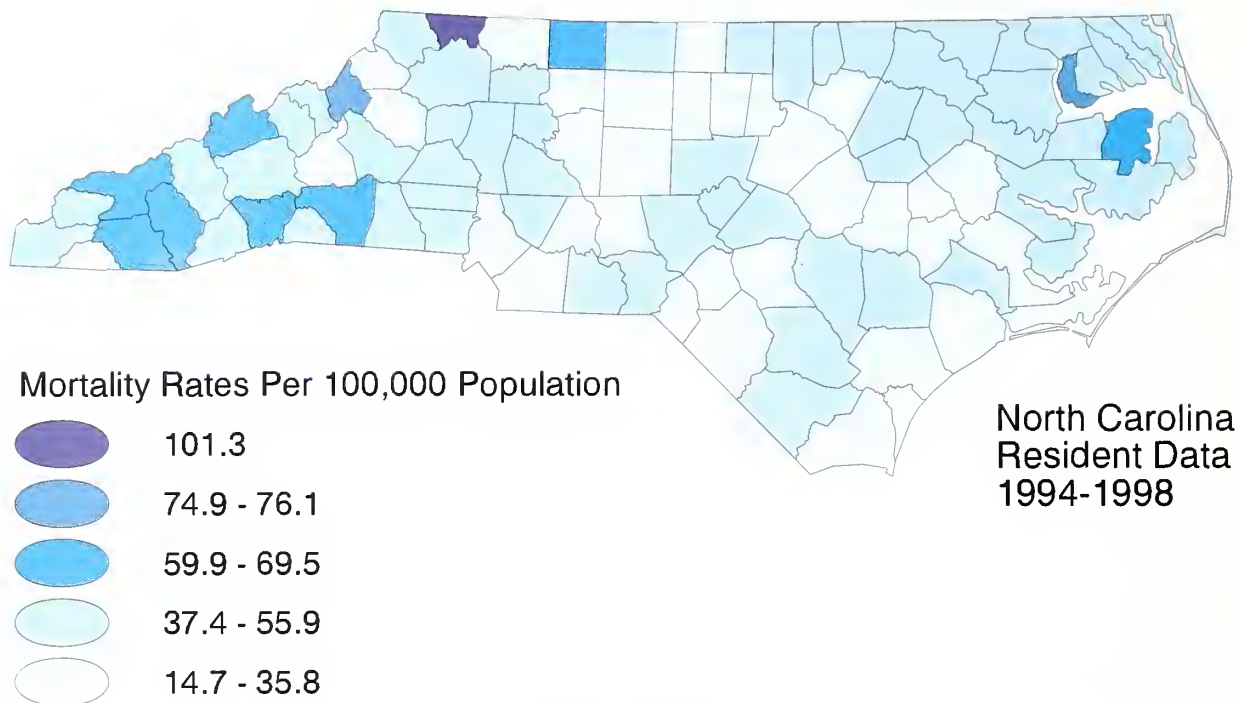 Mortality Rates Per 100,000 Population
101.3
74.9 - 76.1
59.9 - 69.5
37.4 - 55.9
14.7 - 35.8
North Carolina
Resident Data
1994-1998